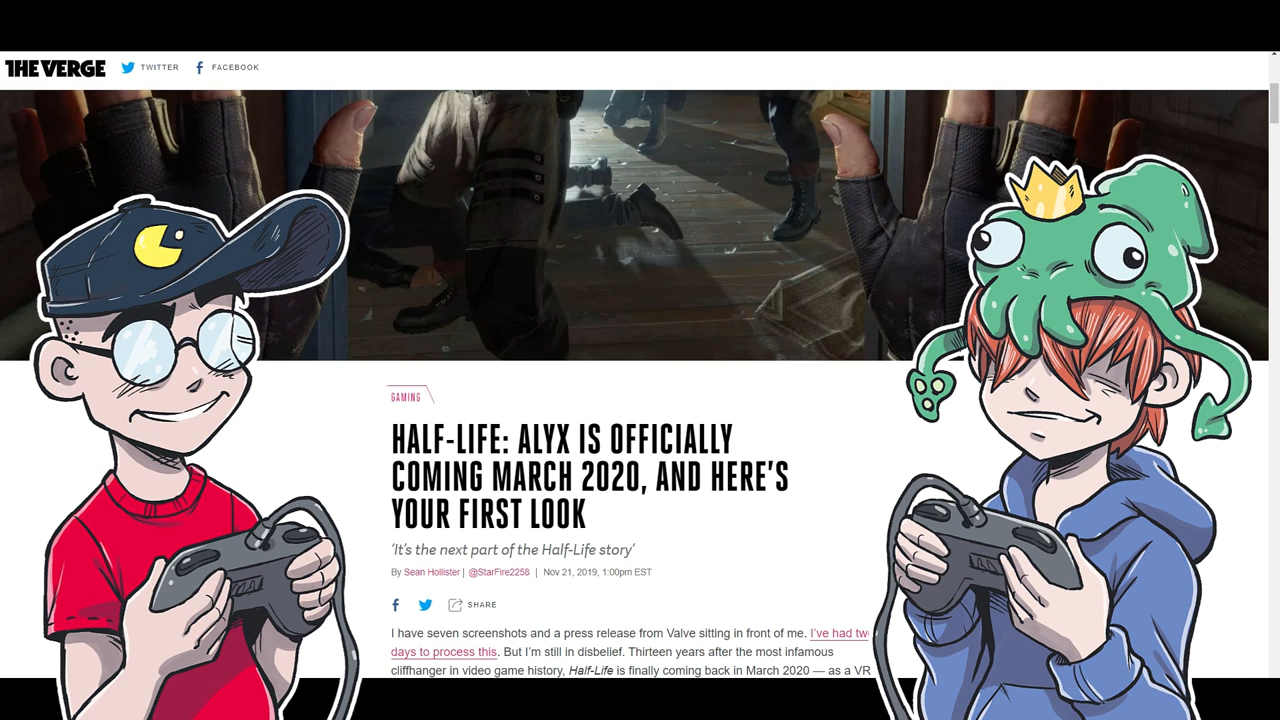 THE VERGE TWITTER FACEBOOK
GAMING
HALF-LIFE: ALYX IS OFFICIALLY
COMING MARCH 2020, AND HERE'S
YOUR FIRST LOOK
'It's the next part of the Half-Life story'
By Sean Hollister | @StarFire2258 | Nov 21, 2019, 1:00pm EST
SHARE
I have seven screenshots and a press release from Valve sitting in front of me. I've had two
days to process this. But I'm still in disbelief. Thirteen years after the most infamous
cliffhanger in video game history, Half-Life is finally coming back in March 2020 — as a VR